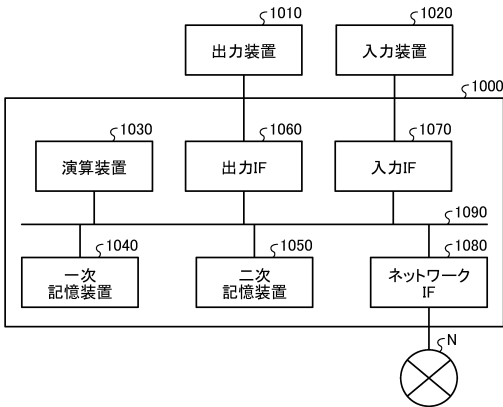 1010
1020
出力装置
入力装置
1000
1030
1060
1070
演算装置
出力IF
入力IF
1090
1040
1050
1080
一次
記憶装置
二次
記憶装置
ネットワーク
IF
N